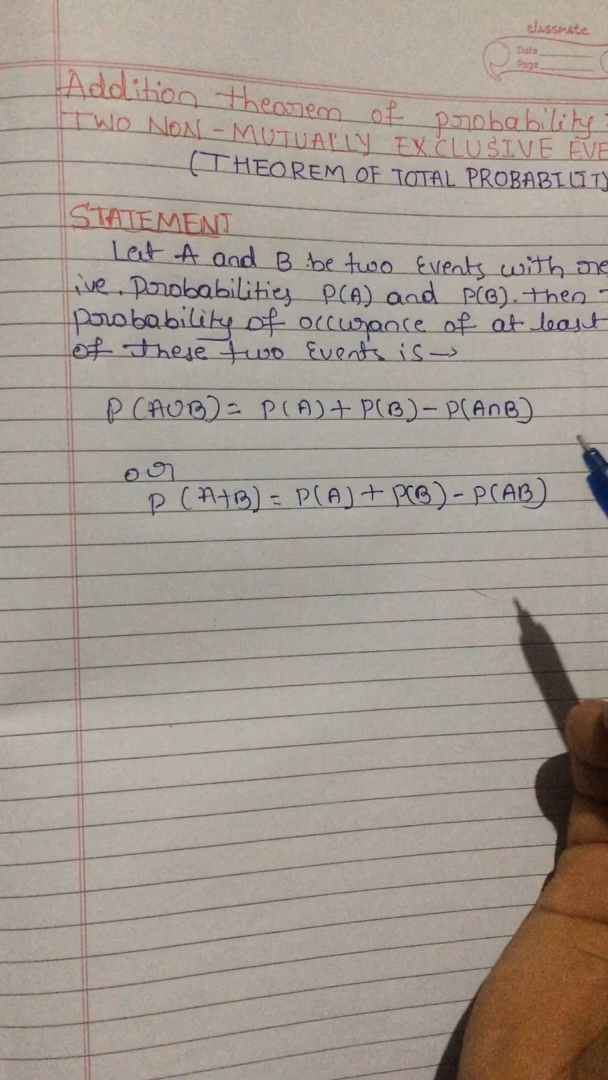 classmate
Date
Page
Addition theorem of probability:
TWO NON-MUTUALLY EXCLUSIVE EVE
(THEOREM OF TOTAL PROBABILITY)
STATEMENT
Let A and B be two Events with re
ive. Probabilities P(A) and P(B). then
probability of occurance of at least
of these two Events is →
P(A∪B) = P(A) + P(B) - P(A∩B)
or
P(A+B) = P(A) + P(B) - P(AB)